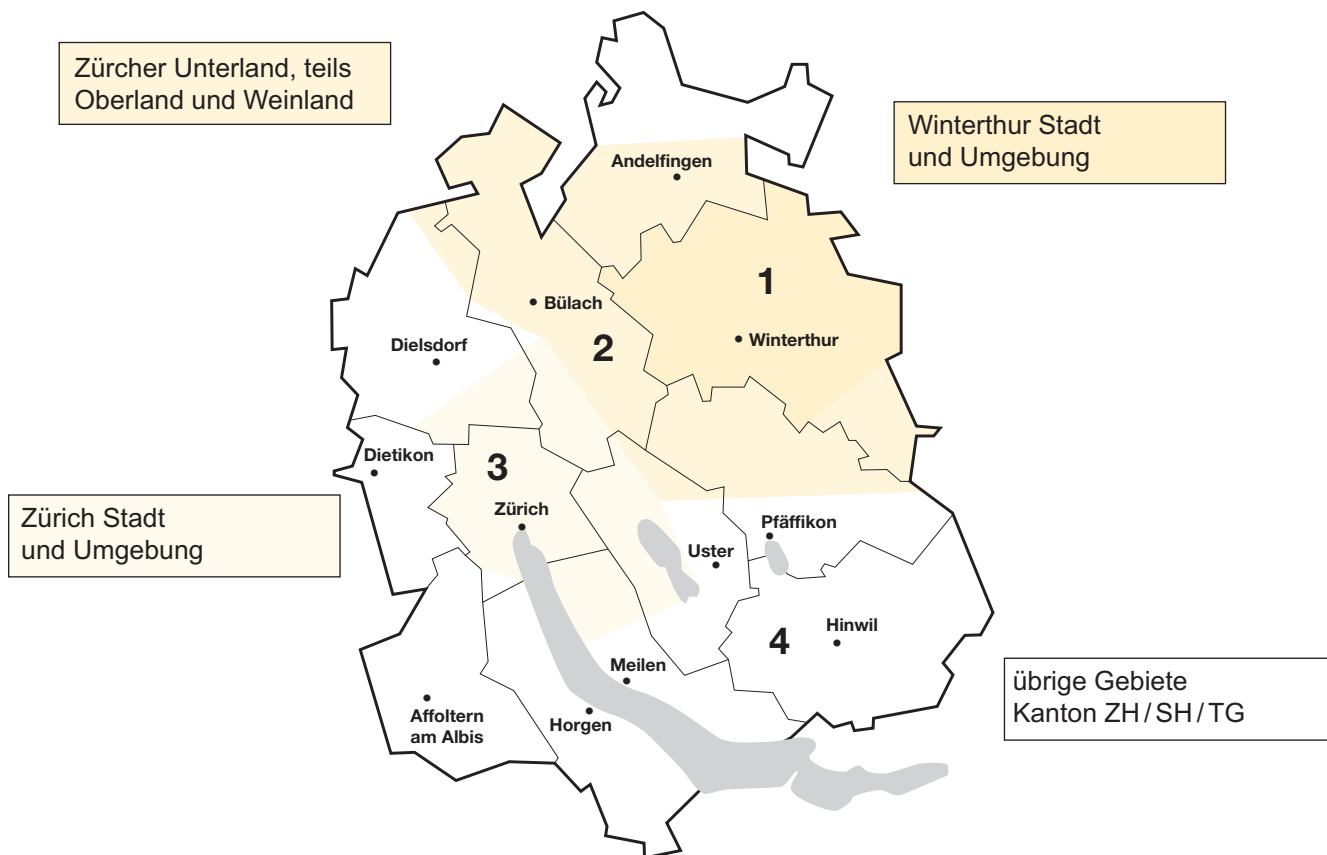 Zürcher Unterland, teils
Oberland und Weinland
Winterthur Stadt
und Umgebung
Andelfingen
1
Bülach
2
Winterthur
Dielsdorf
Dietikon
3
Zürich
Zürich Stadt
und Umgebung
Pfäffikon
Uster
4
Hinwil
Meilen
Horgen
Affoltern
am Albis
übrige Gebiete
Kanton ZH / SH / TG